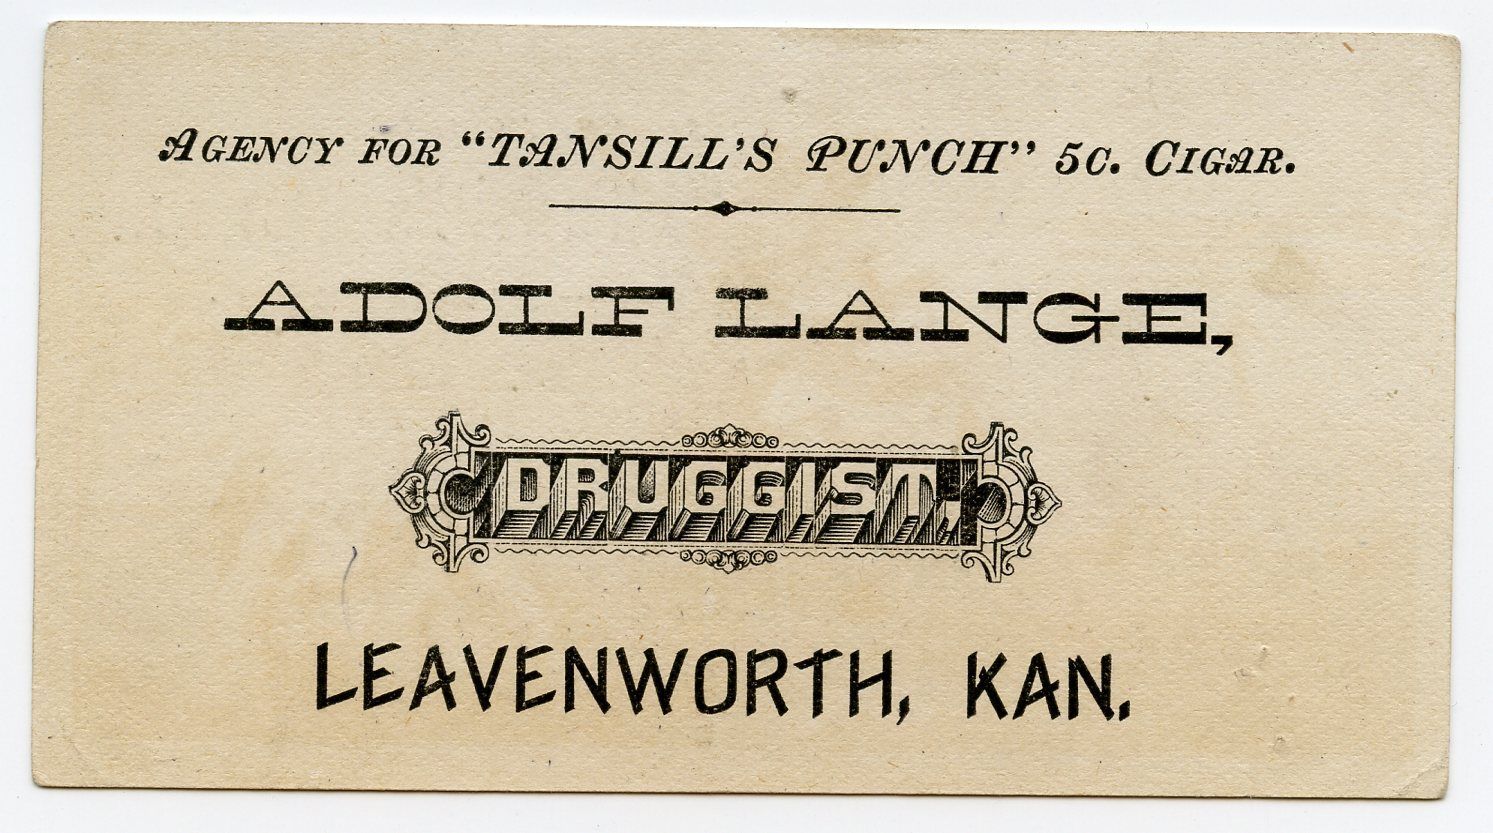 AGENCY FOR “TANSILL'S PUNCH” 5C. CIGAR.
ADOLF LANGE,
DRUGGIST.
LEAVENWORTH, KAN.